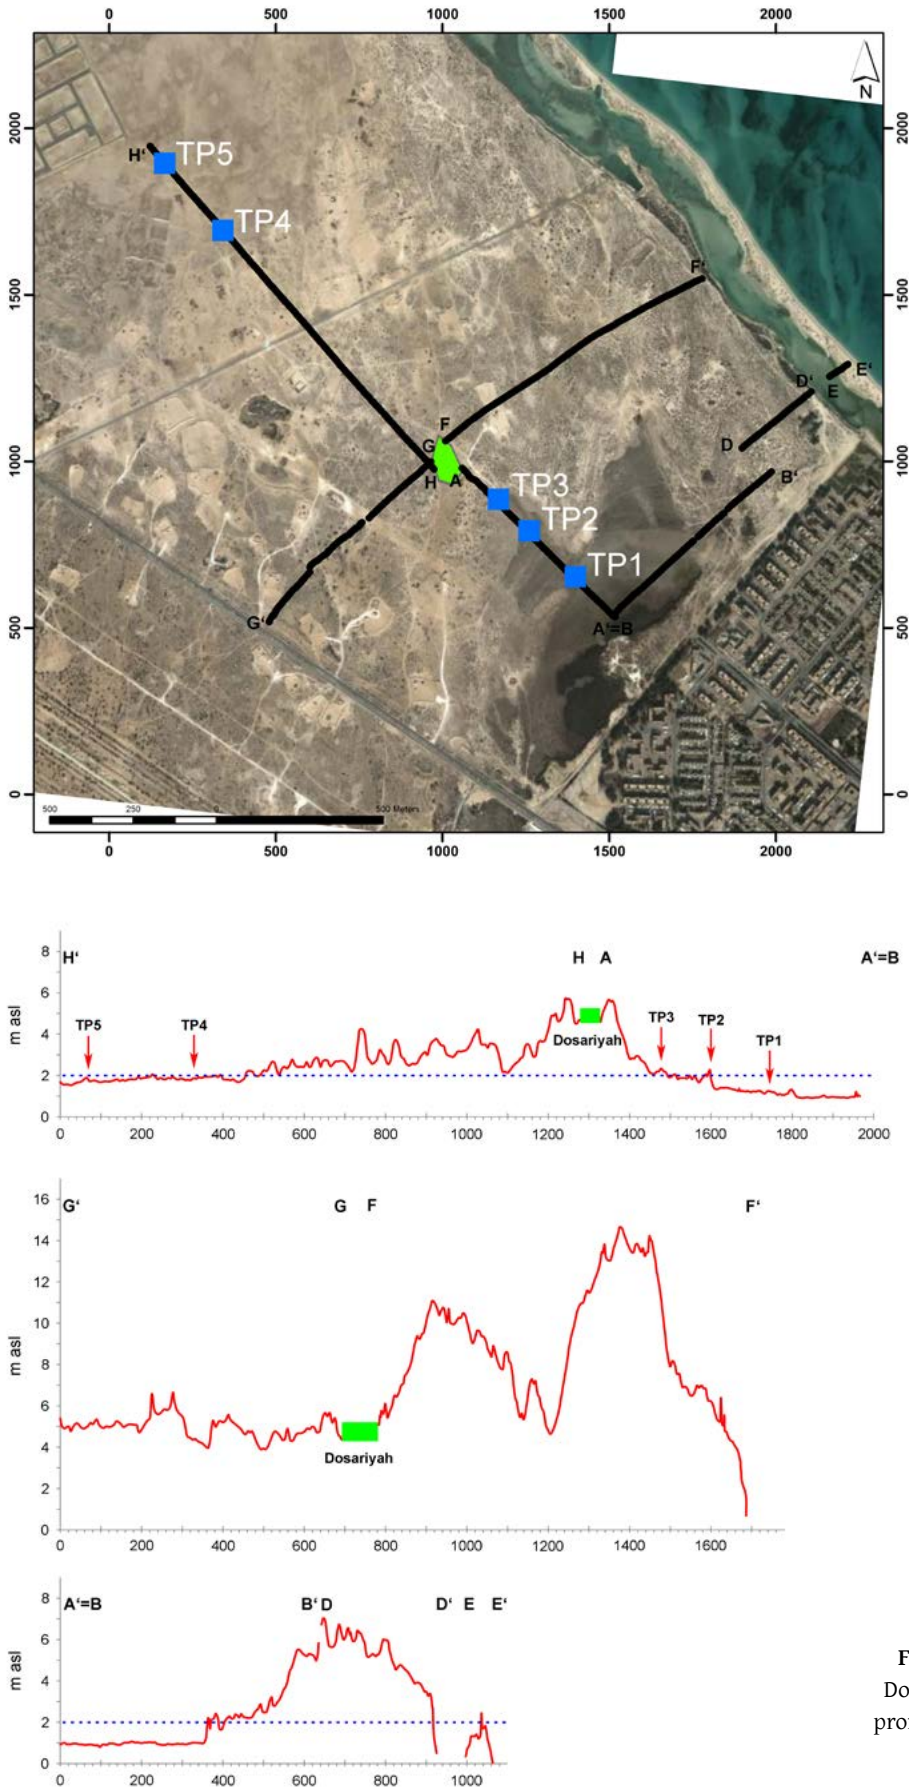 0 500 1000 1500 2000
2000 2000
N
H' TP5
TP4
1500 1500
F'
E'
D' E
F
1000 G D 1000
H A B'
TP3
TP2
TP1
500 G' A'=B 500
0 0
500 250 0 500 Meters
0 500 1000 1500 2000
8
H' H A A'=B
6
m asl
4
TP5 TP4 Dosariyah TP3 TP2 TP1
2
0
0 200 400 600 800 1000 1200 1400 1600 1800 2000
16
G' G F F'
14
12
10
m asl
8
6
4
Dosariyah
2
0
0 200 400 600 800 1000 1200 1400 1600
8
A'=B B' D D' E E'
6
m asl
4
2
0
0 200 400 600 800 1000
F
Do
pro